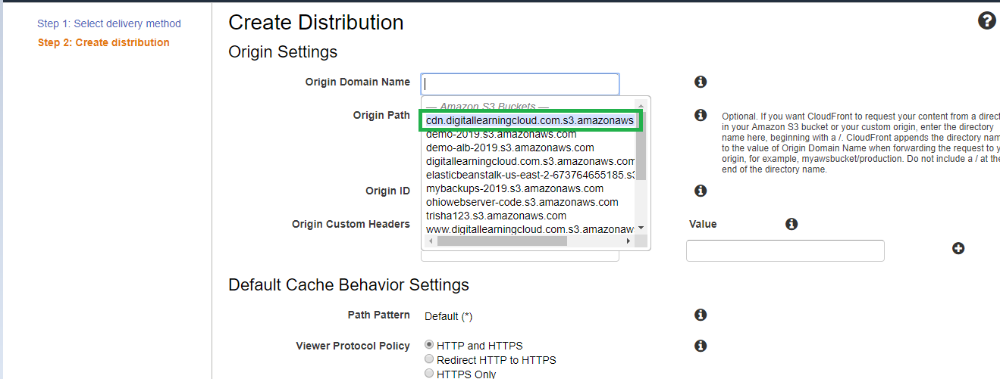 Step 1: Select delivery method
Step 2: Create distribution
Create Distribution
Origin Settings
Origin Domain Name
— Amazon S3 Buckets —
cdn.digitallearningcloud.com.s3.amazonaws
demo-2019.s3.amazonaws.com
demo-alb-2019.s3.amazonaws.com
digitallearningcloud.com.s3.amazonaws.com
elasticbeanstalk-us-east-2-673764655185.s3
mybackups-2019.s3.amazonaws.com
ohiowebserver-code.s3.amazonaws.com
trisha123.s3.amazonaws.com
www.digitallearningcloud.com.s3.amazonaws
Origin Path
Optional. If you want CloudFront to request your content from a direct
in your Amazon S3 bucket or your custom origin, enter the directory
name here, beginning with a /. CloudFront appends the directory nam
to the value of Origin Domain Name when forwarding the request to y
origin, for example, myawsbucket/production. Do not include a / at the
end of the directory name.
Origin ID
Origin Custom Headers
Value
Default Cache Behavior Settings
Path Pattern
Default (*)
Viewer Protocol Policy
HTTP and HTTPS
Redirect HTTP to HTTPS
HTTPS Only